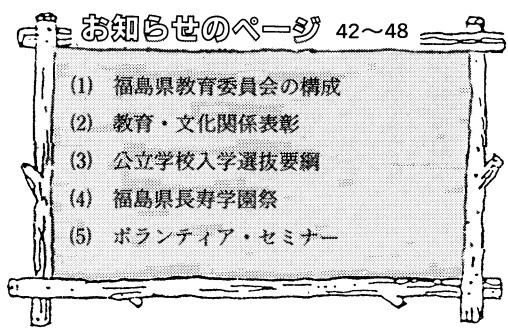 お知らせのページ 42～48
(1) 福島県教育委員会の構成
(2) 教育・文化関係表彰
(3) 公立学校入学選抜要綱
(4) 福島県長寿学園祭
(5) ボランティア・セミナー